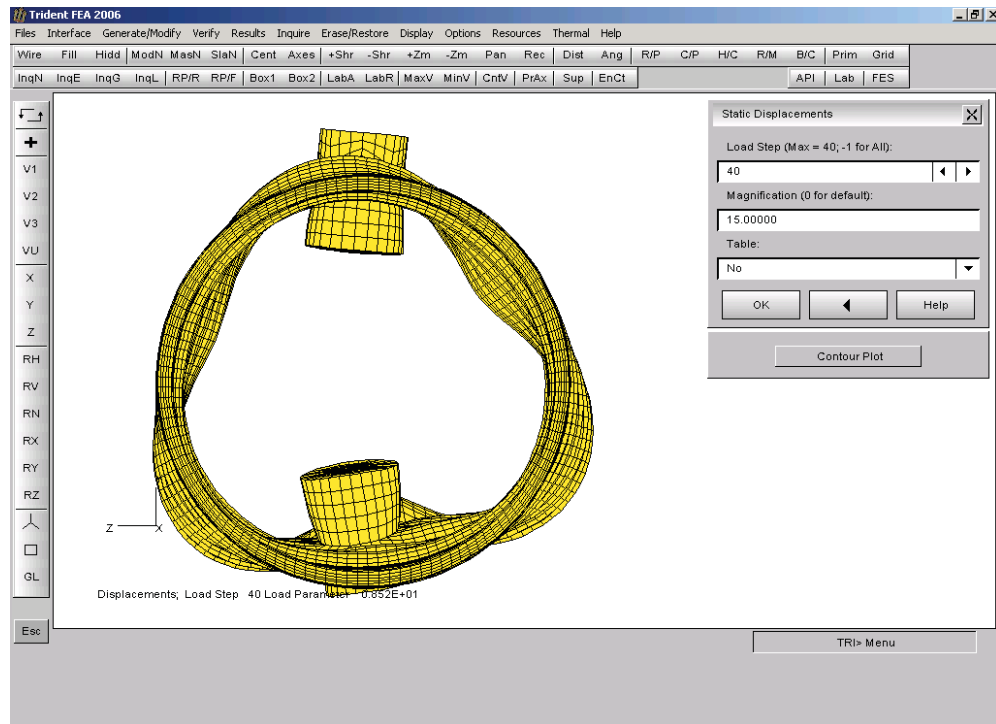 Trident FEA 2006
Files Interface Generate/Modify Verify Results Inquire Erase/Restore Display Options Resources Thermal Help
Wire Fill Hidd ModN MasN SlaN Cent Axes +Shr -Shr +Zm -Zm Pan Rec Dist Ang R/P C/P H/C R/M B/C Prim Grid
InqN InqE InqG InqL RP/R RP/F Box1 Box2 LabA LabR MaxV MinV CntV PrAx Sup EnCt API Lab FES
V1
V2
V3
VU
X
Y
Z
RH
RV
RN
RX
RY
RZ
GL
Esc
Static Displacements
Load Step (Max = 40; -1 for All):
40
Magnification (0 for default):
15.00000
Table:
No
OK Help
Contour Plot
Z X
Displacements; Load Step 40 Load Parameter 0.852E+01
TRI> Menu